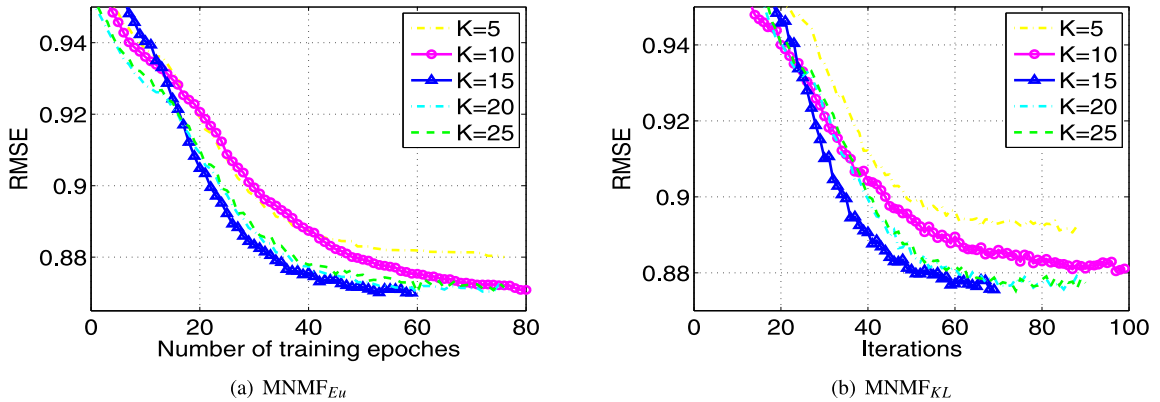 0.94
0.92
0.9
0.88
RMSE
K=5
K=10
K=15
K=20
K=25
0 20 40 60 80
Number of training epoches
(a) MNMF_Eu
0.94
0.92
0.9
0.88
RMSE
K=5
K=10
K=15
K=20
K=25
0 20 40 60 80 100
Iterations
(b) MNMF_KL